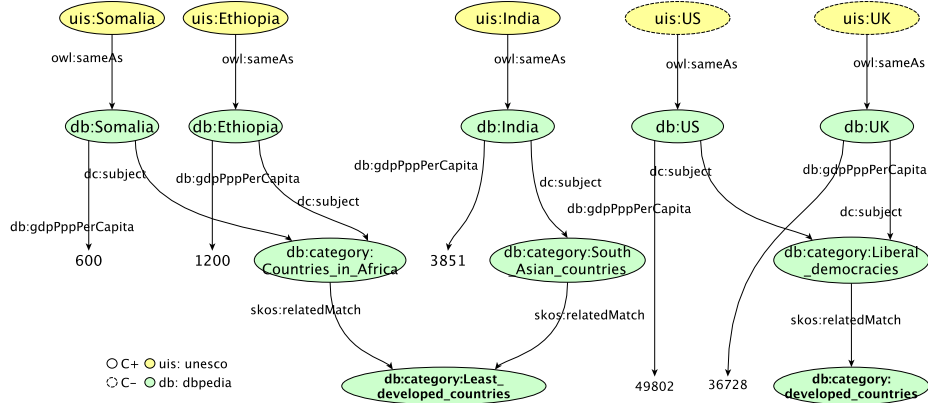 uis:Somalia
uis:Ethiopia
uis:India
uis:US
uis:UK
owl:sameAs
owl:sameAs
owl:sameAs
owl:sameAs
owl:sameAs
db:Somalia
db:Ethiopia
db:India
db:US
db:UK
dc:subject
db:gdpPppPerCapita
db:gdpPppPerCapita
dc:subject
dc:subject
db:gdpPppPerCapita
dc:subject
db:gdpPppPerCapita
dc:subject
db:gdpPppPerCapita
600
1200
db:category:
Countries_in_Africa
3851
db:category:South
_Asian_countries
db:category:Liberal
_democracies
skos:relatedMatch
skos:relatedMatch
skos:relatedMatch
C+ uis: unesco
C- db: dbpedia
db:category:Least_
developed_countries
49802
36728
db:category:
developed_countries